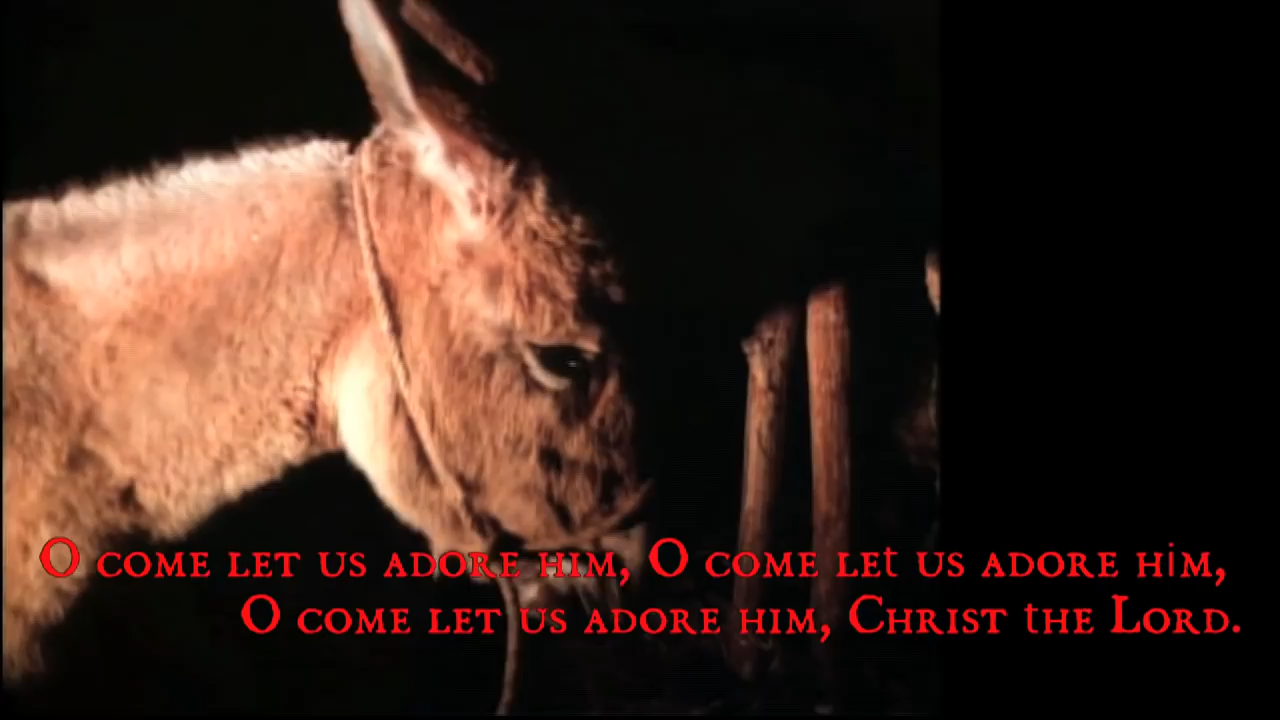 O come let us adore him, O come let us adore him,
O come let us adore him, Christ the Lord.